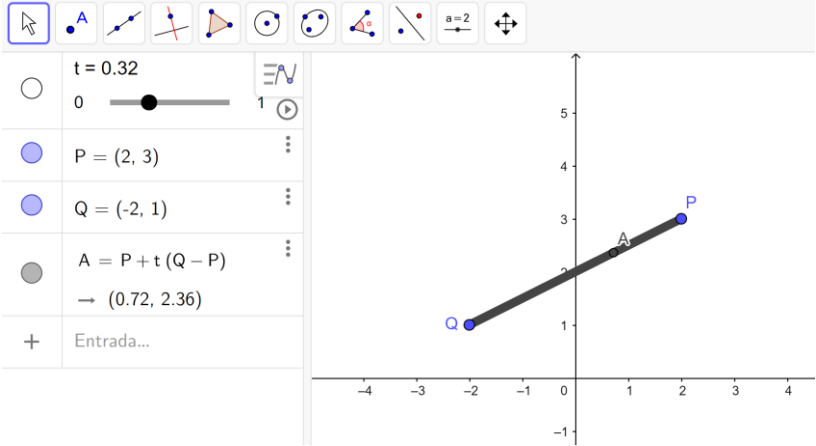 A
α
a = 2
t = 0.32
0
1
P = (2, 3)
Q = (-2, 1)
A = P + t (Q − P)
→ (0.72, 2.36)
+ Entrada...
5
4
3
2
1
–1
–4 –3 –2 –1 0 1 2 3 4
P
A
Q